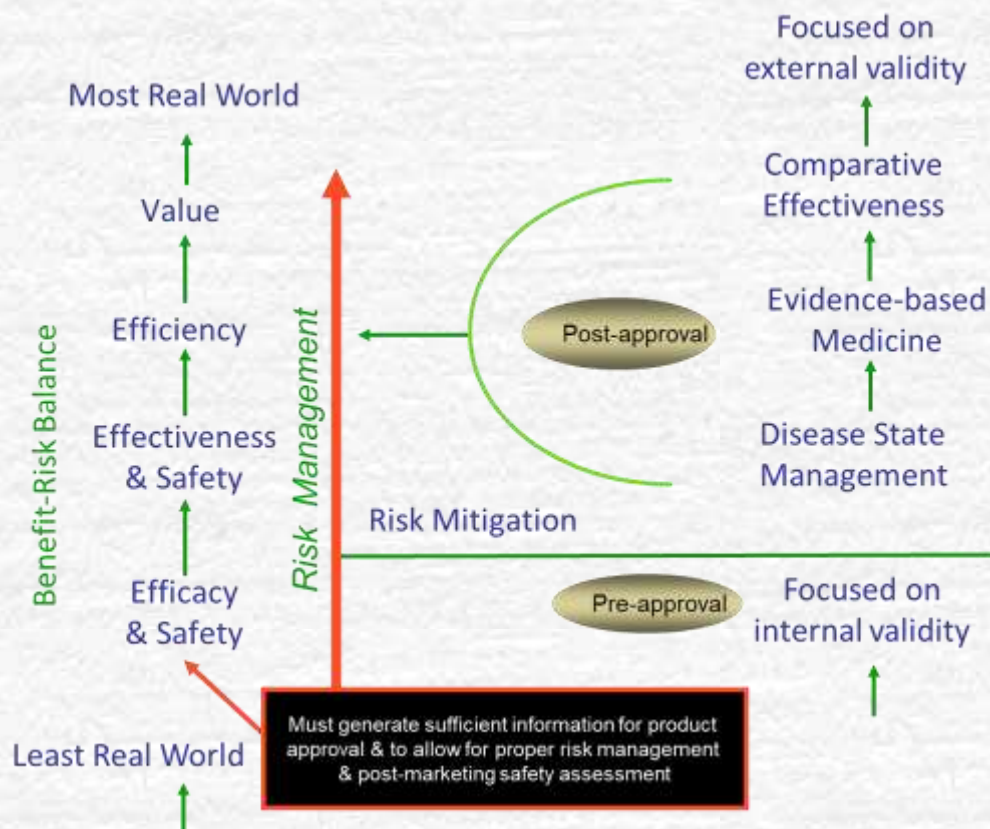 Focused on
external validity
Most Real World
Comparative
Effectiveness
Value
Evidence-based
Medicine
Efficiency
Post-approval
Benefit-Risk Balance
Risk Management
Effectiveness
& Safety
Disease State
Management
Risk Mitigation
Efficacy
& Safety
Pre-approval
Focused on
internal validity
Must generate sufficient information for product
approval & to allow for proper risk management
& post-marketing safety assessment
Least Real World